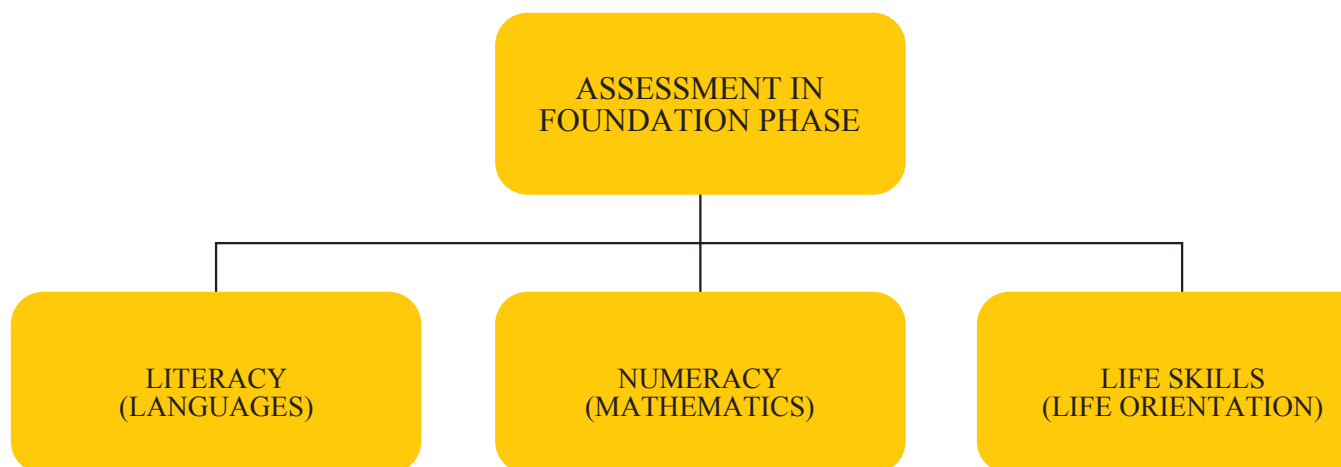 ASSESSMENT IN
FOUNDATION PHASE
LITERACY
(LANGUAGES)
NUMERACY
(MATHEMATICS)
LIFE SKILLS
(LIFE ORIENTATION)